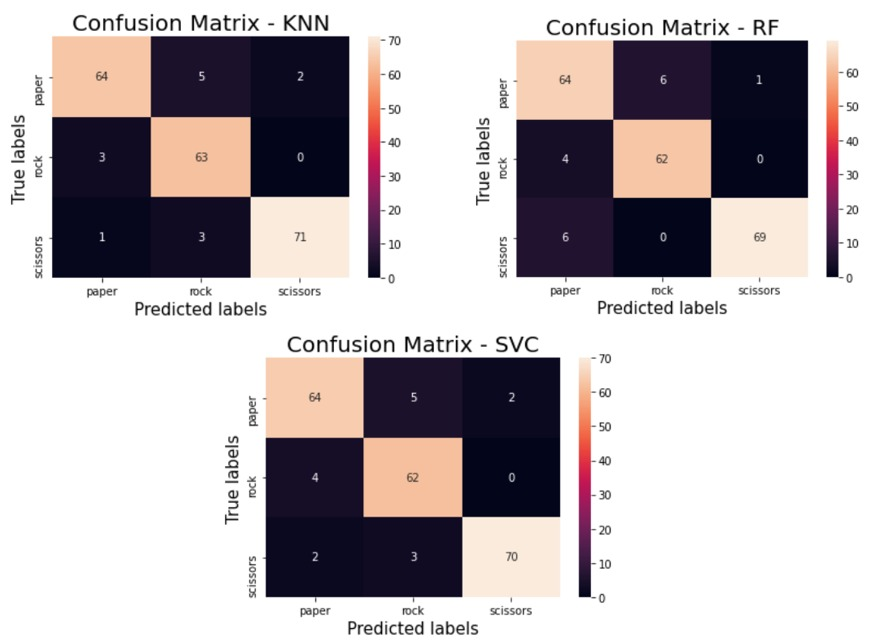 Confusion Matrix - KNN
True labels
paper
rock
scissors
64 5 2
3 63 0
1 3 71
paper rock scissors
Predicted labels
70
60
50
40
30
20
10
0
Confusion Matrix - RF
True labels
paper
rock
scissors
64 6 1
4 62 0
6 0 69
paper rock scissors
Predicted labels
60
50
40
30
20
10
0
Confusion Matrix - SVC
True labels
paper
rock
scissors
64 5 2
4 62 0
2 3 70
paper rock scissors
Predicted labels
70
60
50
40
30
20
10
0